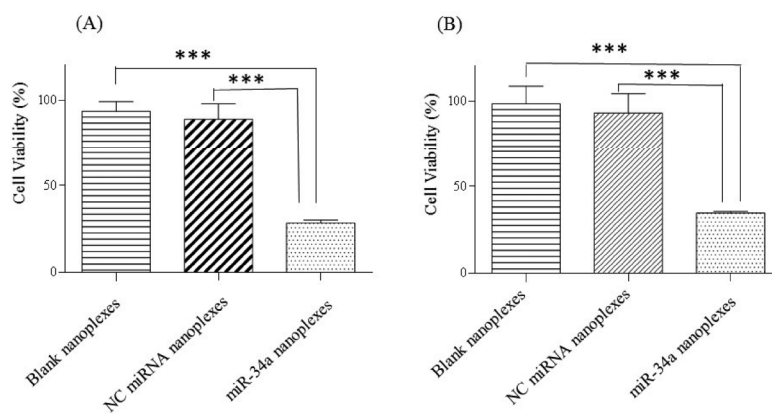 (A)
***
***
Cell Viability (%)
100
50
0
Blank nanoplexes
NC miRNA nanoplexes
miR-34a nanoplexes
(B)
***
***
Cell Viability (%)
100
50
0
Blank nanoplexes
NC miRNA nanoplexes
miR-34a nanoplexes